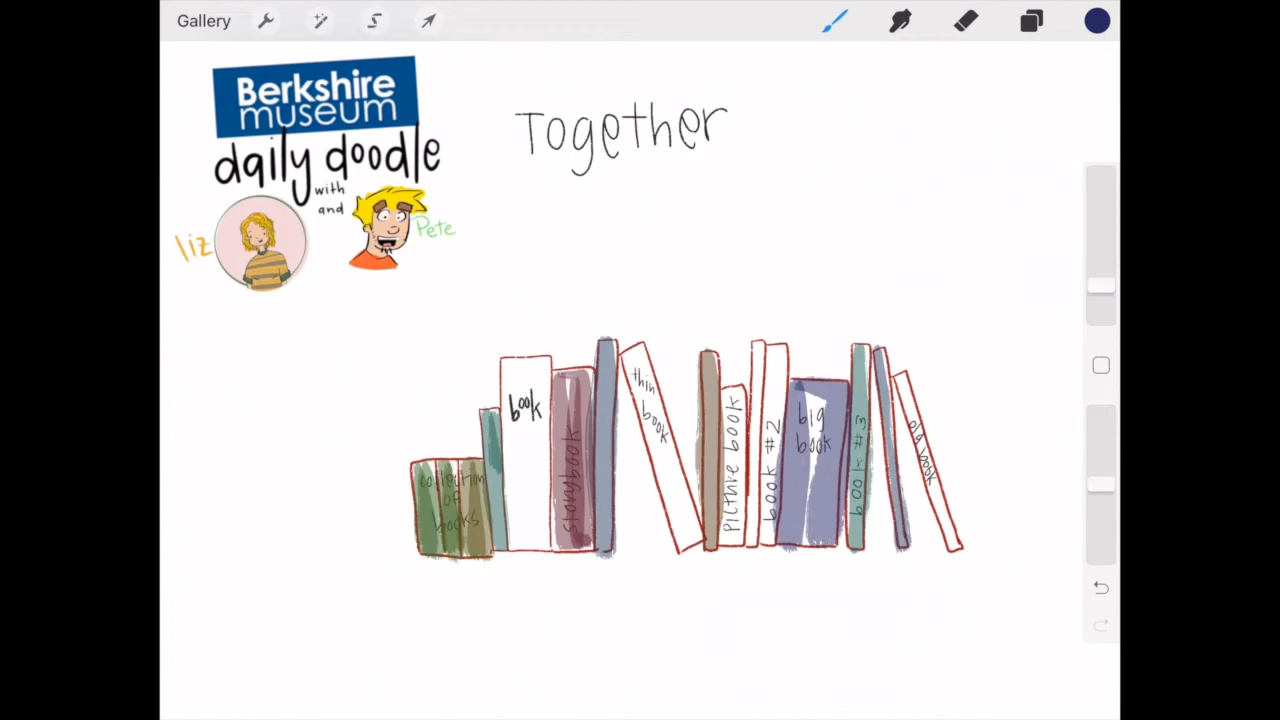 Gallery
Berkshire
museum
daily doodle
with
and
liz
Pete
Together
collection
of
books
book
storybook
thin
book
picture book
book #2
big
book
book #3
big book